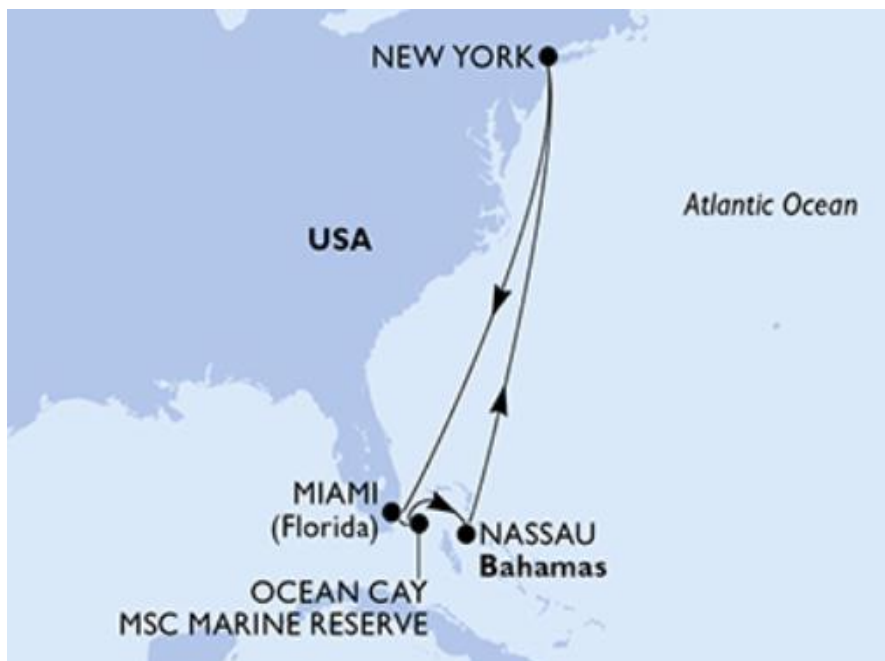 NEW YORK
Atlantic Ocean
USA
MIAMI
(Florida)
NASSAU
Bahamas
OCEAN CAY
MSC MARINE RESERVE